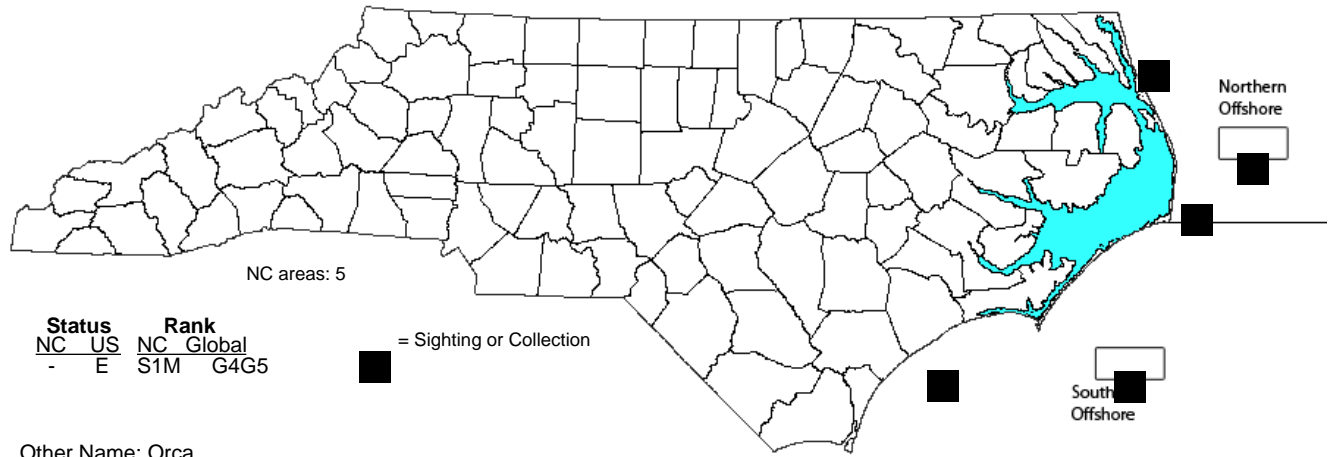 Northern
Offshore
NC areas: 5
Status Rank
NC US NC Global
- E S1M G4G5
= Sighting or Collection
Offshore
Other Name: Orca